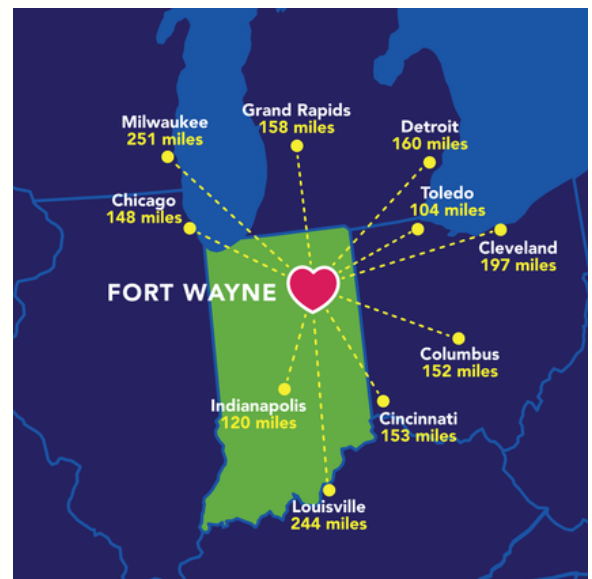 Milwaukee
251 miles
Grand Rapids
158 miles
Detroit
160 miles
Chicago
148 miles
Toledo
104 miles
Cleveland
197 miles
FORT WAYNE
Columbus
152 miles
Indianapolis
120 miles
Cincinnati
153 miles
Louisville
244 miles